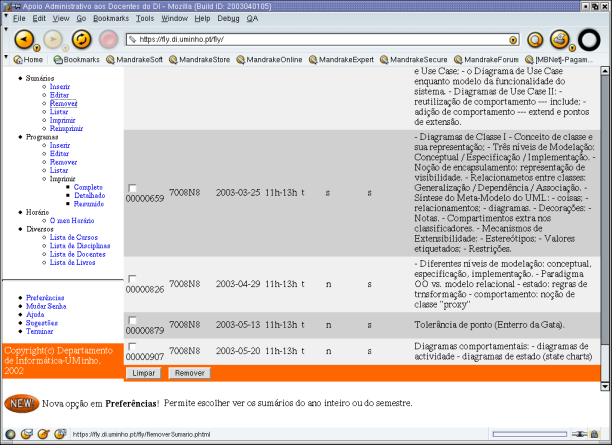 Apoio Administrativo aos Docentes do DI - Mozilla {Build ID: 2003040105}
File Edit View Go Bookmarks Tools Window Help Debug QA
https://fly.di.uminho.pt/fly/
Home Bookmarks MandrakeSoft MandrakeStore MandrakeOnline MandrakeExpert MandrakeSecure MandrakeForum [MBNet]-Pagam...
Sumários
Inserir
Editar
Remover
Listar
Imprimir
Reimprimir
Programas
Inserir
Editar
Remover
Listar
Imprimir
Completo
Detalhado
Resumido
Horário
O meu Horário
Diversos
Lista de Cursos
Lista de Disciplinas
Lista de Docentes
Lista de Livros
Preferências
Mudar Senha
Ajuda
Sugestões
Terminar
Copyright(c) Departamento
de Informática-UMinho,
2002
e Use Case; - o Diagrama de Use Case
enquanto modelo da funcionalidade do
sistema. - Diagramas de Use Case II: -
reutilização de comportamento --- include; -
adição de comportamento --- extend e pontos
de extensão.
00000659 7008N8 2003-03-25 11h-13h t s s
- Diagramas de Classe I - Conceito de classe e
sua representação; - Três níveis de Modelação:
Conceptual / Especificação / Implementação. -
Noção de encapsulamento: representação de
visibilidade. - Relacionametos entre classes:
Generalização / Dependência / Associação. -
Síntese do Meta-Modelo do UML: - coisas; -
relacionamentos; - diagramas. - Decorações: -
Notas. - Compartimentos extra nos
classificadores. - Mecanismos de
Extensibilidade: - Estereótipos; - Valores
etiquetados; - Restrições.
00000826 7008N8 2003-04-29 11h-13h t n s
- Diferentes níveis de modelação: conceptual,
especificação, implementação. - Paradigma
OO vs. modelo relacional - estado: regras de
trnsformação - comportamento: noção de
classe "proxy"
00000879 7008N8 2003-05-13 11h-13h t n s Tolerância de ponto (Enterro da Gata).
00000907 7008N8 2003-05-20 11h-13h t n s
Diagramas comportamentais: - diagramas de
actividade - diagramas de estado (state charts)
Limpar Remover
NEW! Nova opção em Preferências! Permite escolher ver os sumários do ano inteiro ou do semestre.
https://fly.di.uminho.pt/fly/RemoverSumario.phtml